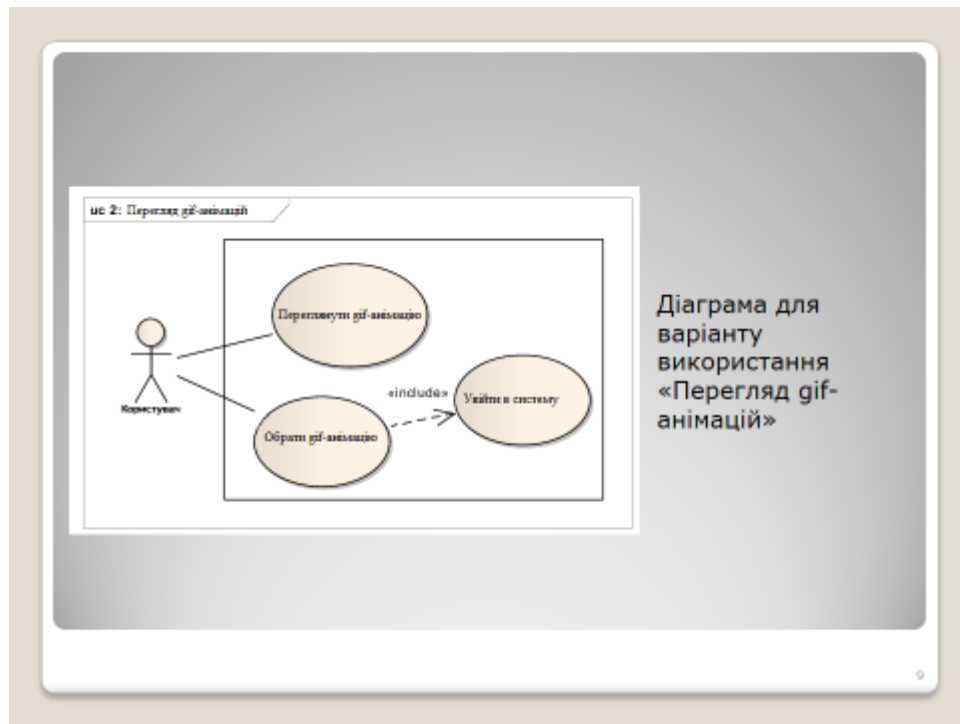 uc 2: Перегляд gif-анімацій
Переглянути gif-анімацію
«include»
Увійти в систему
Користувач
Обрати gif-анімацію
Діаграма для
варіанту
використання
«Перегляд gif-
анімацій»
9